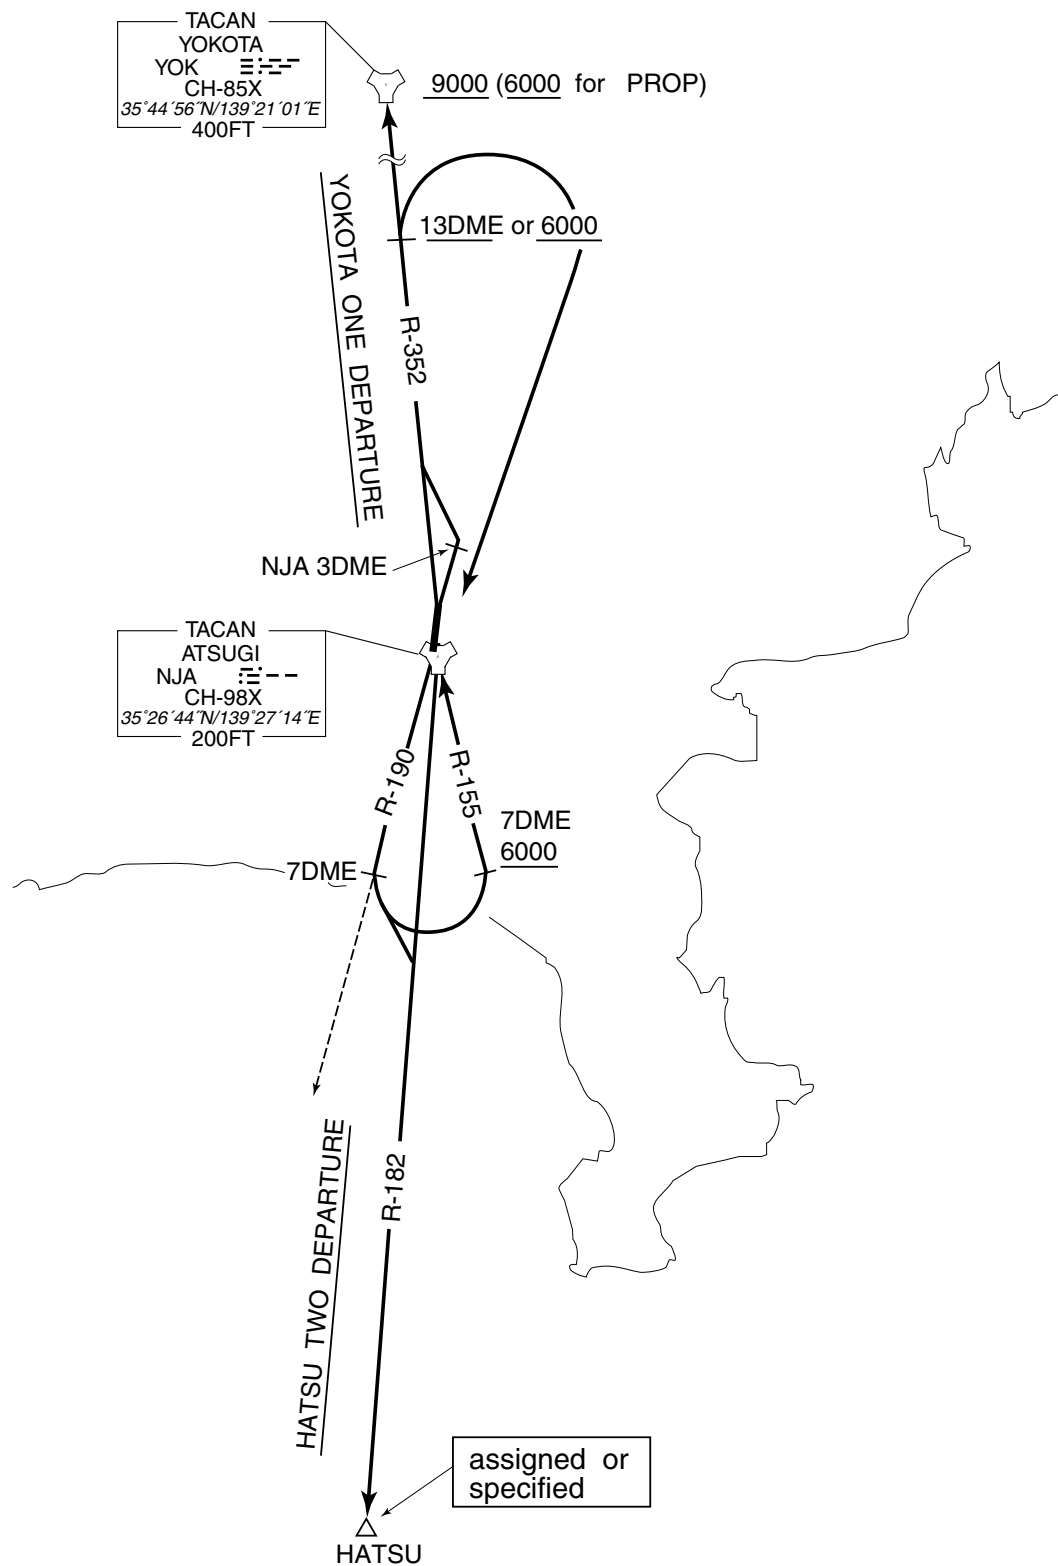 TACAN
YOKOTA
YOK
CH-85X
35°44´56˝N/139°21´01˝E
400FT
9000 (6000 for PROP)
YOKOTA ONE DEPARTURE
13DME or 6000
R-352
NJA 3DME
TACAN
ATSUGI
NJA
CH-98X
35°26´44˝N/139°27´14˝E
200FT
R-190
R-155
7DME
6000
7DME
HATSU TWO DEPARTURE
R-182
assigned or
specified
HATSU